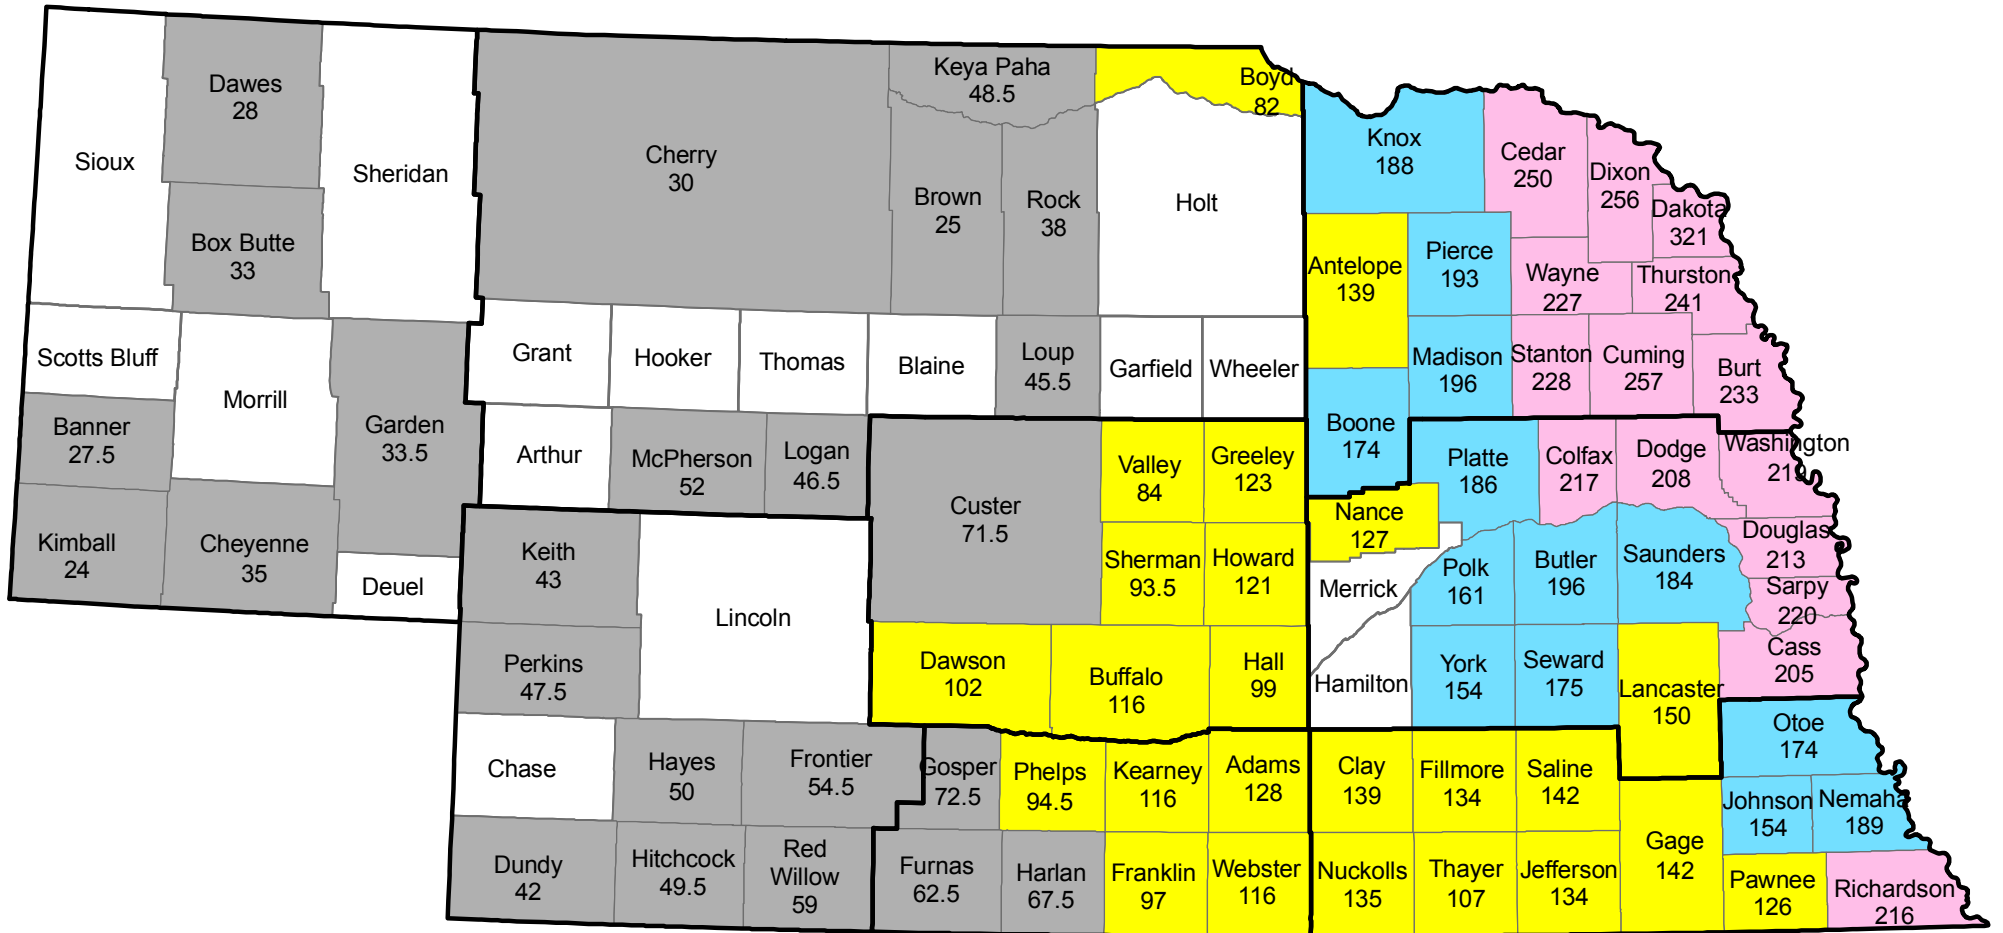 Sioux
Dawes
28
Sheridan
Box Butte
33
Cherry
30
Keya Paha
48.5
Brown
25
Rock
38
Boyd
82
Holt
Knox
188
Cedar
250
Dixon
256
Dakota
321
Antelope
139
Pierce
193
Wayne
227
Thurston
241
Scotts Bluff
Morrill
Garden
33.5
Banner
27.5
Kimball
24
Cheyenne
35
Deuel
Grant
Hooker
Thomas
Blaine
Loup
45.5
Garfield
Wheeler
Madison
196
Stanton
228
Cuming
257
Burt
233
Boone
174
Arthur
McPherson
52
Logan
46.5
Custer
71.5
Valley
84
Greeley
123
Platte
186
Colfax
217
Dodge
208
Washington
219
Nance
127
Keith
43
Lincoln
Sherman
93.5
Howard
121
Merrick
Polk
161
Butler
196
Saunders
184
Douglas
213
Sarpy
220
Perkins
47.5
Dawson
102
Buffalo
116
Hall
99
Hamilton
York
154
Seward
175
Lancaster
150
Cass
205
Otoe
174
Chase
Hayes
50
Frontier
54.5
Gosper
72.5
Phelps
94.5
Kearney
116
Adams
128
Clay
139
Fillmore
134
Saline
142
Johnson
154
Nemaha
189
Dundy
42
Hitchcock
49.5
Red
Willow
59
Furnas
62.5
Harlan
67.5
Franklin
97
Webster
116
Nuckolls
135
Thayer
107
Jefferson
134
Gage
142
Pawnee
126
Richardson
216